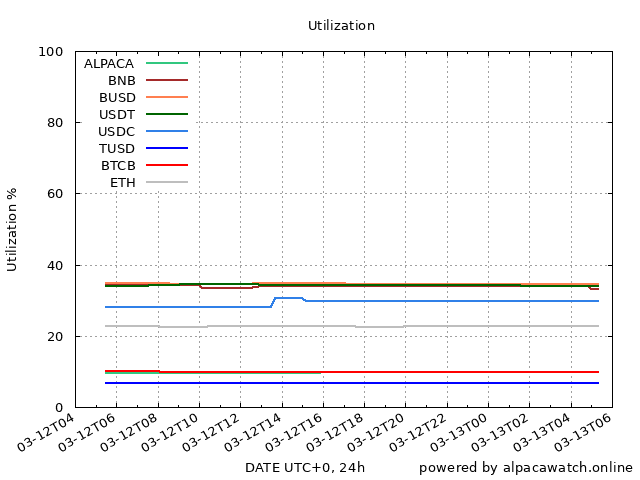 Utilization
100
80
60
40
20
0
Utilization %
ALPACA
BNB
BUSD
USDT
USDC
TUSD
BTCB
ETH
03-12T04
03-12T06
03-12T08
03-12T10
03-12T12
03-12T14
03-12T16
03-12T18
03-12T20
03-12T22
03-13T00
03-13T02
03-13T04
03-13T06
DATE UTC+0, 24h
powered by alpacawatch.online